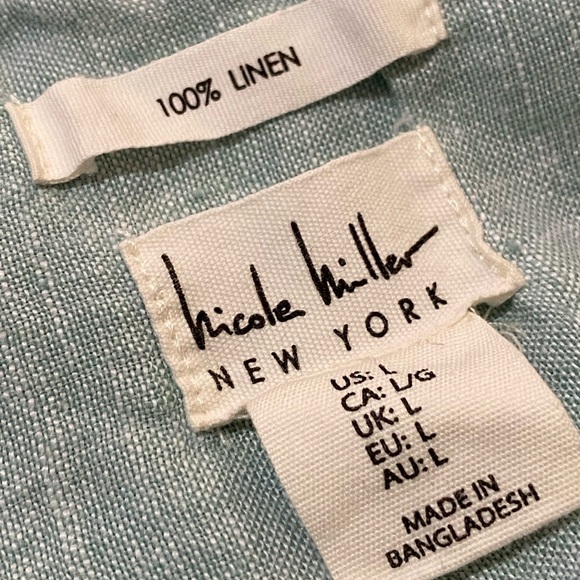 100% LINEN
Nicole Miller
NEW YORK
US: L
CA: L/G
UK: L
EU: L
AU: L
MADE IN
BANGLADESH